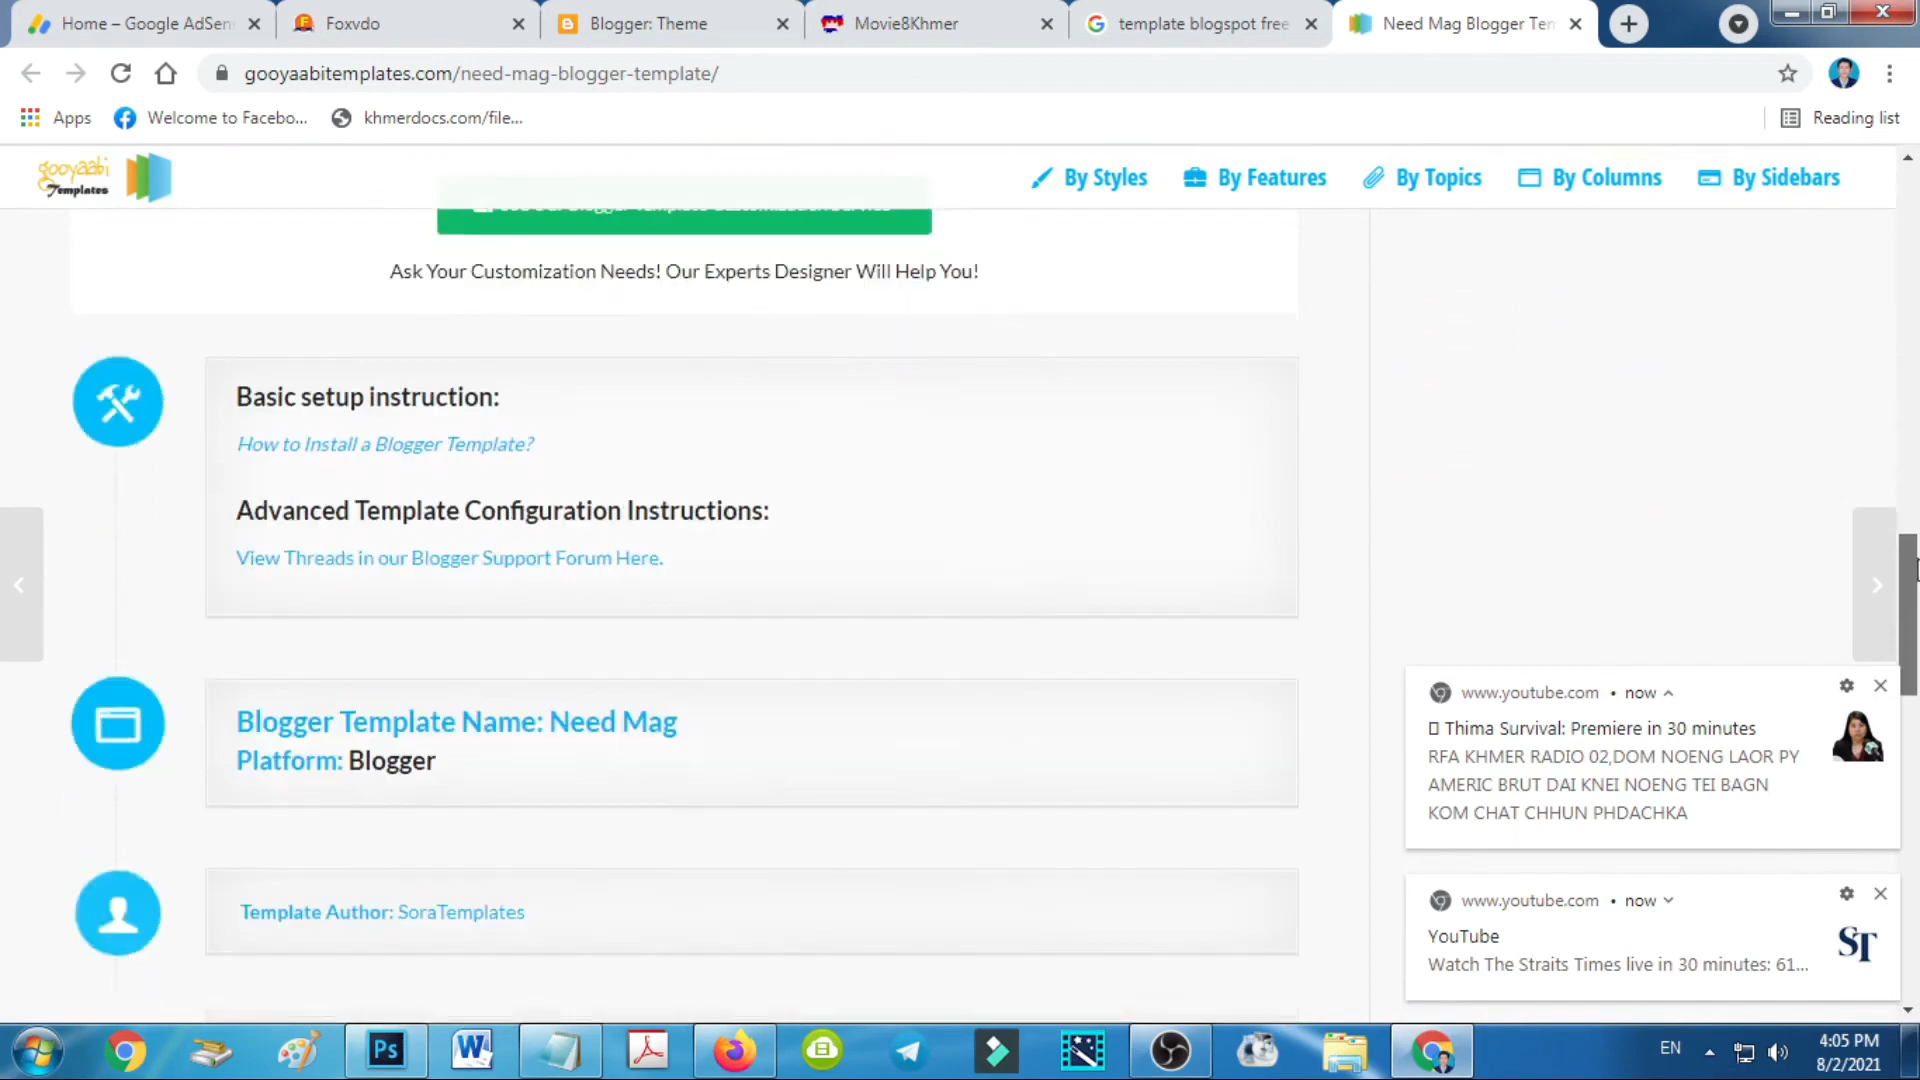 Home – Google AdSen
Foxvdo
Blogger: Theme
Movie8Khmer
template blogspot free
Need Mag Blogger Ten
gooyaabitemplates.com/need-mag-blogger-template/
Apps
Welcome to Facebo...
khmerdocs.com/file...
Reading list
gooyaabi
Templates
By Styles
By Features
By Topics
By Columns
By Sidebars
Ask Your Customization Needs! Our Experts Designer Will Help You!
Basic setup instruction:
How to Install a Blogger Template?
Advanced Template Configuration Instructions:
View Threads in our Blogger Support Forum Here.
Blogger Template Name: Need Mag
Platform: Blogger
Template Author: SoraTemplates
www.youtube.com • now
Thima Survival: Premiere in 30 minutes
RFA KHMER RADIO 02,DOM NOENG LAOR PY
AMERIC BRUT DAI KNEI NOENG TEI BAGN
KOM CHAT CHHUN PHDACHKA
www.youtube.com • now
YouTube
Watch The Straits Times live in 30 minutes: 61...
ST
Ps
W
EN
4:05 PM
8/2/2021